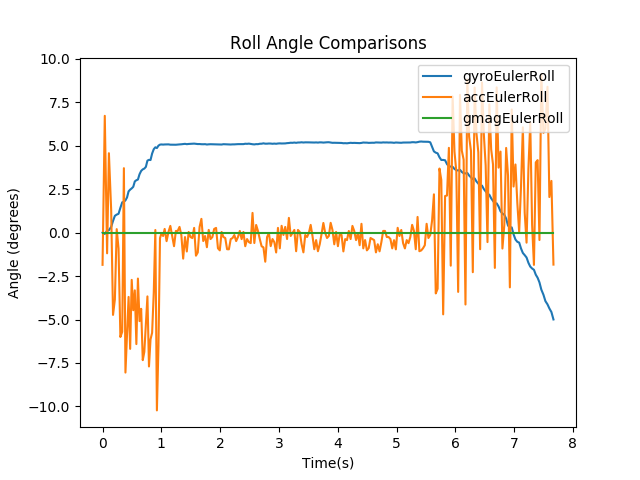 Roll Angle Comparisons
10.0
7.5
5.0
2.5
0.0
−2.5
−5.0
−7.5
−10.0
Angle (degrees)
gyroEulerRoll
accEulerRoll
gmagEulerRoll
0 1 2 3 4 5 6 7 8
Time(s)